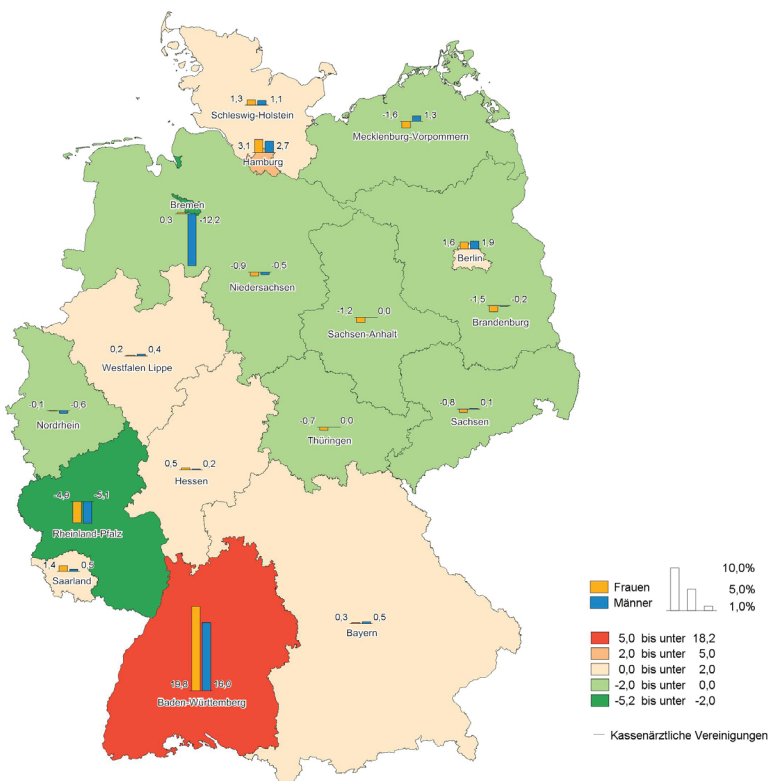 1,3 1,1
Schleswig-Holstein
-1,6 1,3
Mecklenburg-Vorpommern
3,1 2,7
Hamburg
Bremen
0,3 -12,2
1,6 1,9
Berlin
-0,9 -0,5
Niedersachsen
-1,2 0,0
Sachsen-Anhalt
-1,5 -0,2
Brandenburg
0,2 0,4
Westfalen Lippe
-0,1 -0,6
Nordrhein
-0,7 0,0
Thüringen
-0,8 0,1
Sachsen
0,5 0,2
Hessen
-4,9 -5,1
Rheinland-Pfalz
1,4 0,5
Saarland
0,3 0,5
Bayern
19,8 16,0
Baden-Württemberg
Frauen
Männer
10,0%
5,0%
1,0%
5,0 bis unter 18,2
2,0 bis unter 5,0
0,0 bis unter 2,0
-2,0 bis unter 0,0
-5,2 bis unter -2,0
Kassenärztliche Vereinigungen